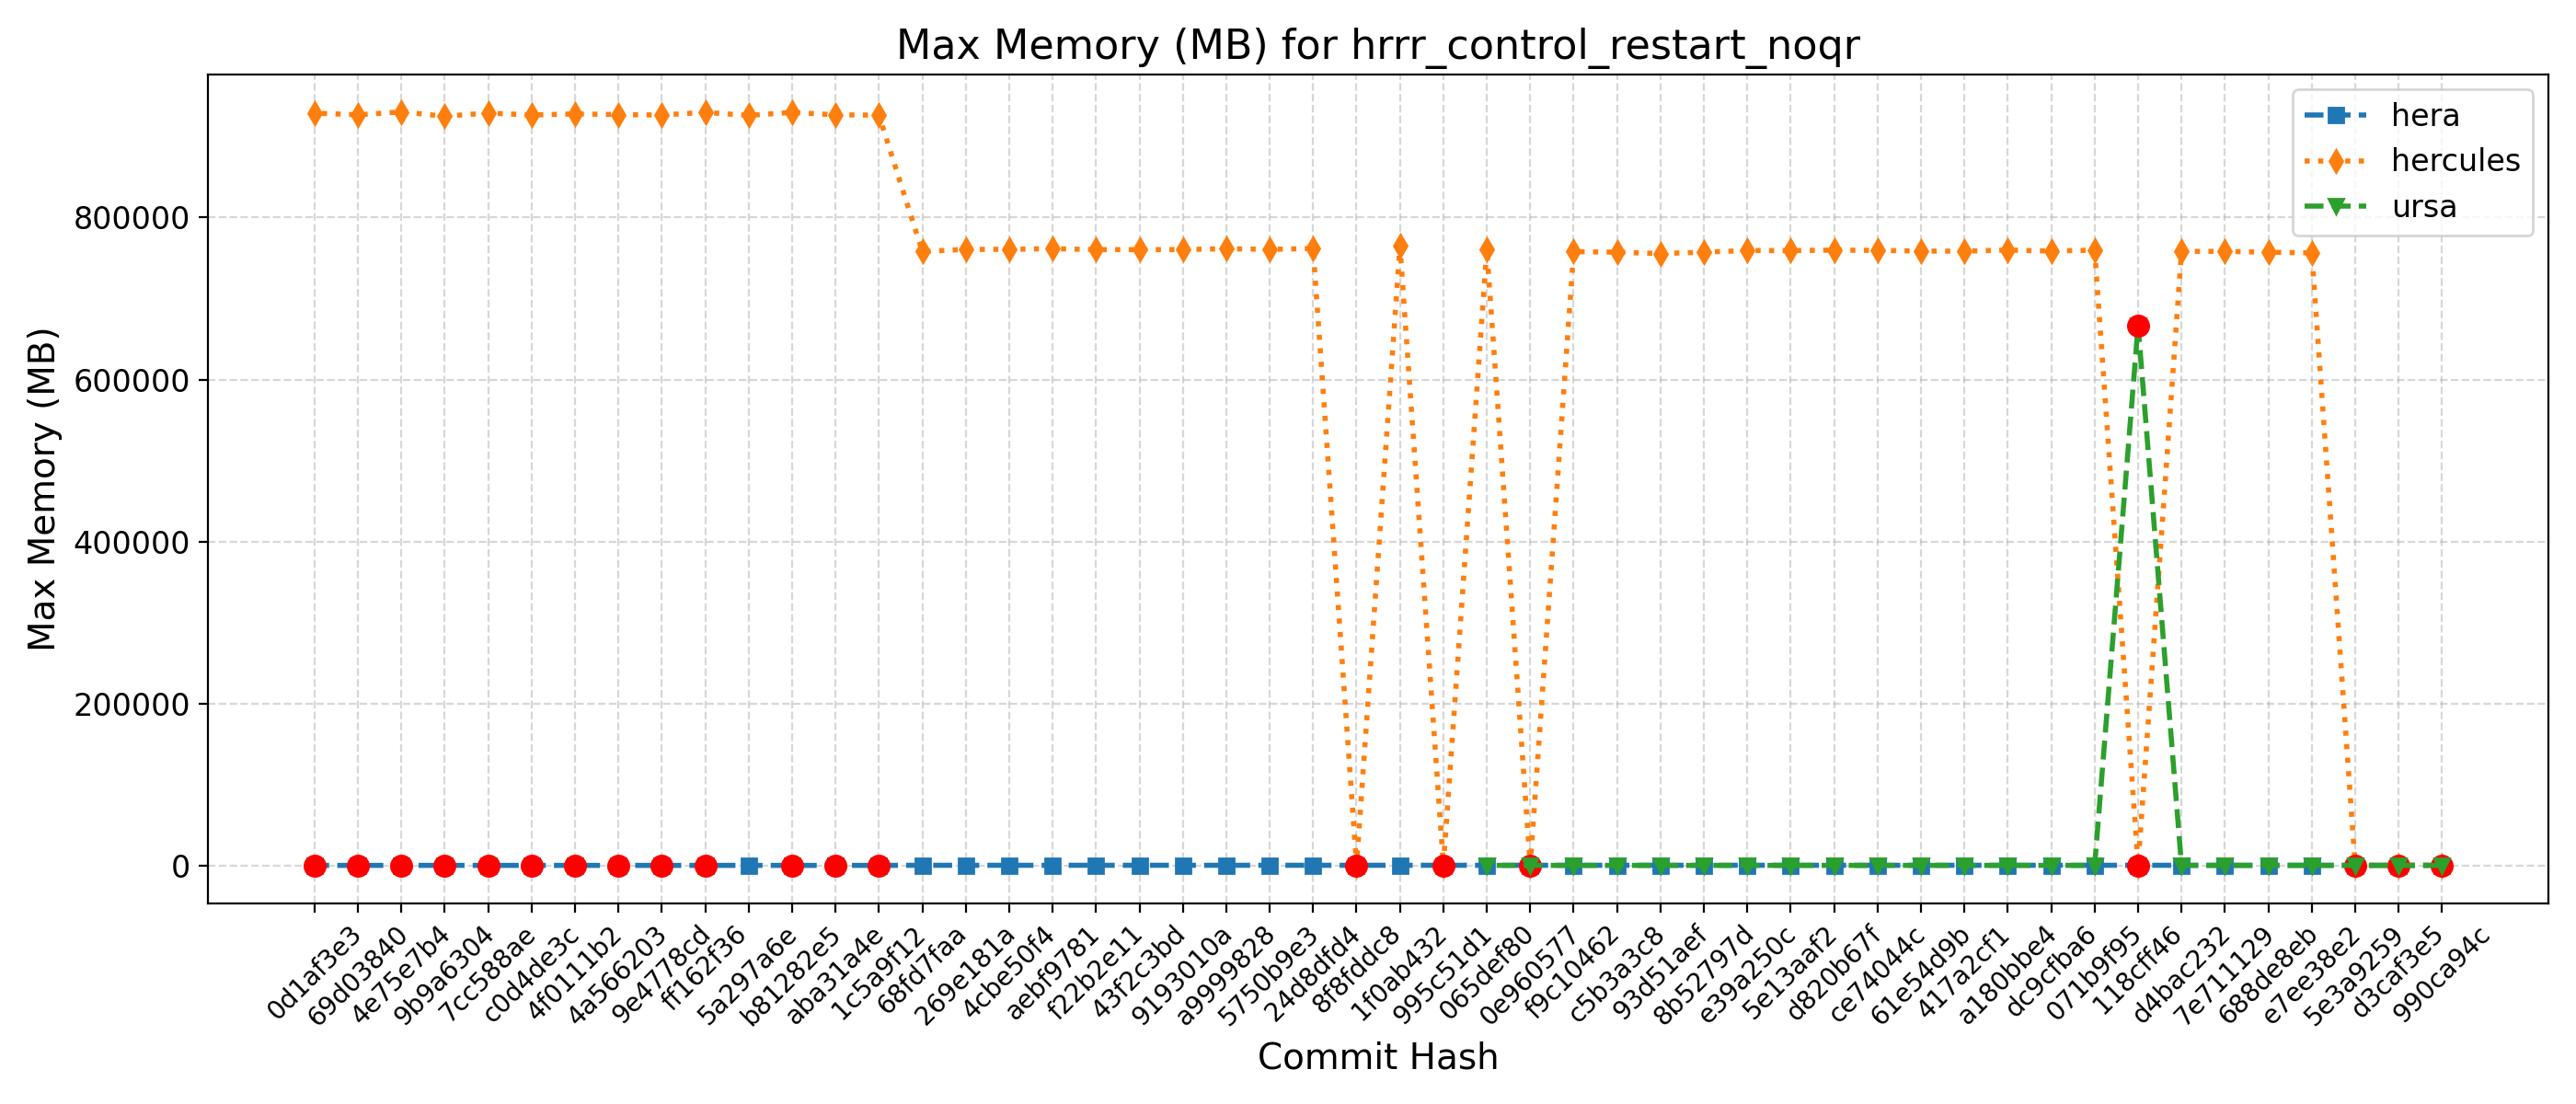 Max Memory (MB) for hrrr_control_restart_noqr
hera
hercules
ursa
Max Memory (MB)
800000
600000
400000
200000
0
0d1af3e3
69d03840
4e75e7b4
9b9a6304
7cc588ae
c0d4de3c
4f0111b2
4a566203
9e4778cd
ff162f36
5a297a6e
b81282e5
aba31a4e
1c5a9f12
68fd7faa
269e181a
4cbe50f4
aebf9781
f22b2e11
43f2c3bd
9193010a
a9999828
5750b9e3
24d8dfd4
8f8fddc8
1f0ab432
995c51d1
065def80
0e960577
f9c10462
c5b3a3c8
93d51aef
8b52797d
e39a250c
5e13aaf2
d820b67f
ce74044c
61e54d9b
417a2cf1
a180bbe4
dc9cfba6
071b9f95
118cff46
d4bac232
7e711129
688de8eb
e7ee38e2
5e3a9259
d3caf3e5
990ca94c
Commit Hash